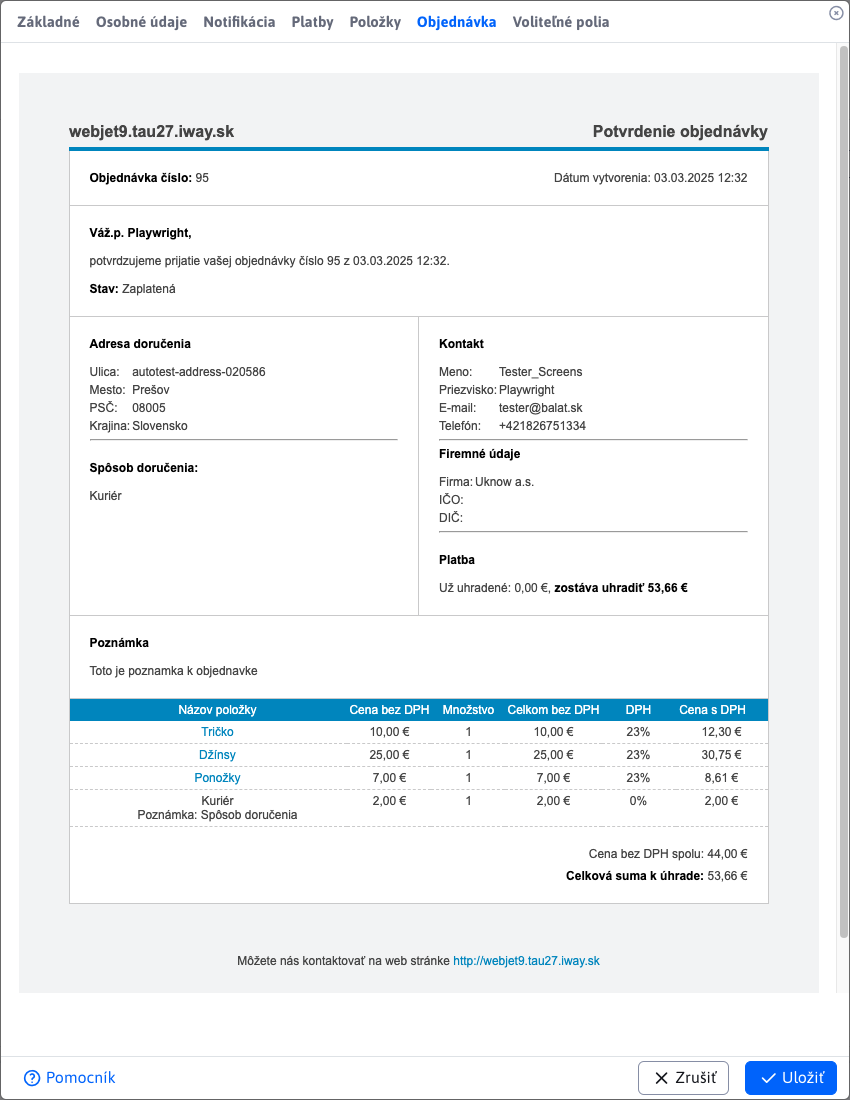 Základné Osobné údaje Notifikácia Platby Položky Objednávka Voliteľné polia
webjet9.tau27.iway.sk Potvrdenie objednávky
Objednávka číslo: 95 Dátum vytvorenia: 03.03.2025 12:32
Váž.p. Playwright,
potvrdzujeme prijatie vašej objednávky číslo 95 z 03.03.2025 12:32.
Stav: Zaplatená
Adresa doručenia
Ulica: autotest-address-020586
Mesto: Prešov
PSČ: 08005
Krajina: Slovensko
Spôsob doručenia:
Kuriér
Kontakt
Meno: Tester_Screens
Priezvisko: Playwright
E-mail: tester@balat.sk
Telefón: +421826751334
Firemné údaje
Firma: Uknow a.s.
IČO:
DIČ:
Platba
Už uhradené: 0,00 €, zostáva uhradiť 53,66 €
Poznámka
Toto je poznamka k objednavke
Názov položky Cena bez DPH Množstvo Celkom bez DPH DPH Cena s DPH
Tričko 10,00 € 1 10,00 € 23% 12,30 €
Džínsy 25,00 € 1 25,00 € 23% 30,75 €
Ponožky 7,00 € 1 7,00 € 23% 8,61 €
Kuriér 2,00 € 1 2,00 € 0% 2,00 €
Poznámka: Spôsob doručenia
Cena bez DPH spolu: 44,00 €
Celková suma k úhrade: 53,66 €
Môžete nás kontaktovať na web stránke http://webjet9.tau27.iway.sk
Pomocník Zrušiť Uložiť